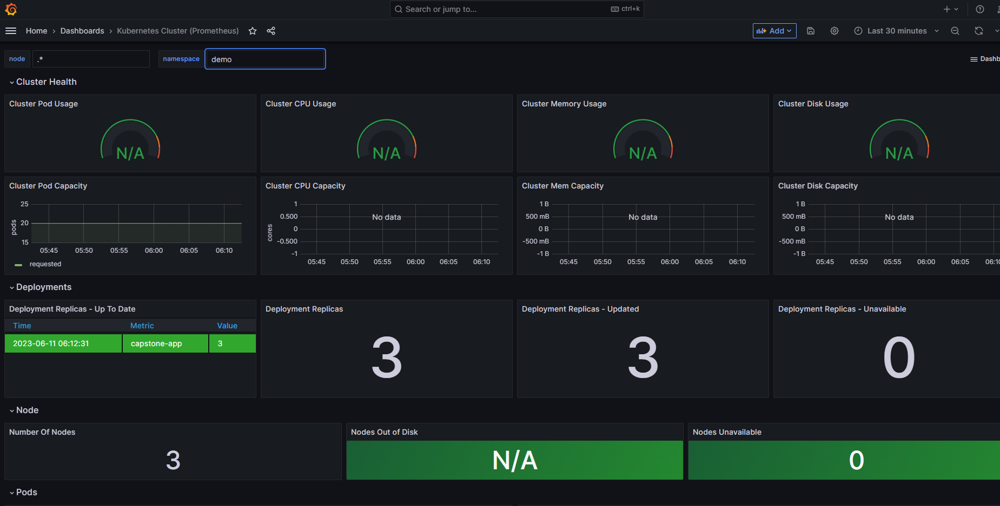 Search or jump to... ctrl+k
Home › Dashboards › Kubernetes Cluster (Prometheus)
Add
Last 30 minutes
node .* namespace demo
Dashb
Cluster Health
Cluster Pod Usage
N/A
Cluster CPU Usage
N/A
Cluster Memory Usage
N/A
Cluster Disk Usage
N/A
Cluster Pod Capacity
pods
25
20
15
05:45 05:50 05:55 06:00 06:05 06:10
requested
Cluster CPU Capacity
cores
1
0.500
0
-0.500
-1
No data
05:45 05:50 05:55 06:00 06:05 06:10
Cluster Mem Capacity
1 B
500 mB
0 B
-500 mB
-1 B
No data
05:45 05:50 05:55 06:00 06:05 06:10
Cluster Disk Capacity
1 B
500 mB
0 B
-500 mB
-1 B
No data
05:45 05:50 05:55 06:00 06:05 06:10
Deployments
Deployment Replicas - Up To Date
Time Metric Value
2023-06-11 06:12:31 capstone-app 3
Deployment Replicas
3
Deployment Replicas - Updated
3
Deployment Replicas - Unavailable
0
Node
Number Of Nodes
3
Nodes Out of Disk
N/A
Nodes Unavailable
0
Pods